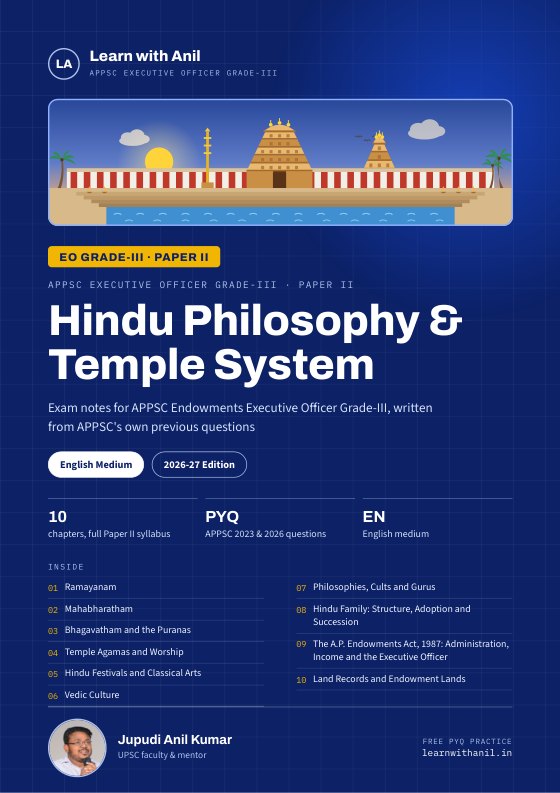 LA
Learn with Anil
APPSC EXECUTIVE OFFICER GRADE-III
EO GRADE-III · PAPER II
APPSC EXECUTIVE OFFICER GRADE-III · PAPER II
Hindu Philosophy &
Temple System
Exam notes for APPSC Endowments Executive Officer Grade-III, written
from APPSC's own previous questions
English Medium
2026-27 Edition
10
chapters, full Paper II syllabus
PYQ
APPSC 2023 & 2026 questions
EN
English medium
INSIDE
01 Ramayanam
02 Mahabharatham
03 Bhagavatham and the Puranas
04 Temple Agamas and Worship
05 Hindu Festivals and Classical Arts
06 Vedic Culture
07 Philosophies, Cults and Gurus
08 Hindu Family: Structure, Adoption and
Succession
09 The A.P. Endowments Act, 1987: Administration,
Income and the Executive Officer
10 Land Records and Endowment Lands
Jupudi Anil Kumar
UPSC faculty & mentor
FREE PYQ PRACTICE
learnwithanil.in